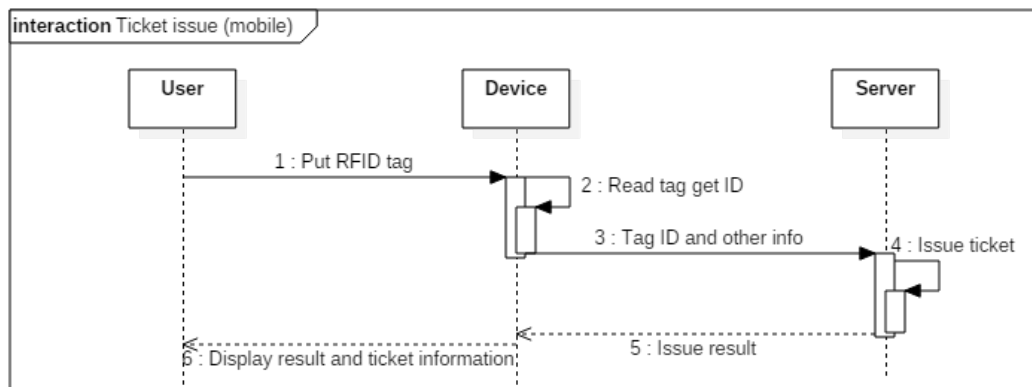 interaction Ticket issue (mobile)
User
Device
Server
1 : Put RFID tag
2 : Read tag get ID
3 : Tag ID and other info
4 : Issue ticket
5 : Issue result
6 : Display result and ticket information